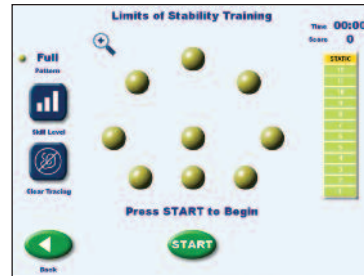 Limits of Stability Training
Time 00:00
Score 0
Full
Pattern
STATIC
Skill Level
Clear Tracing
Press START to Begin
START
Back